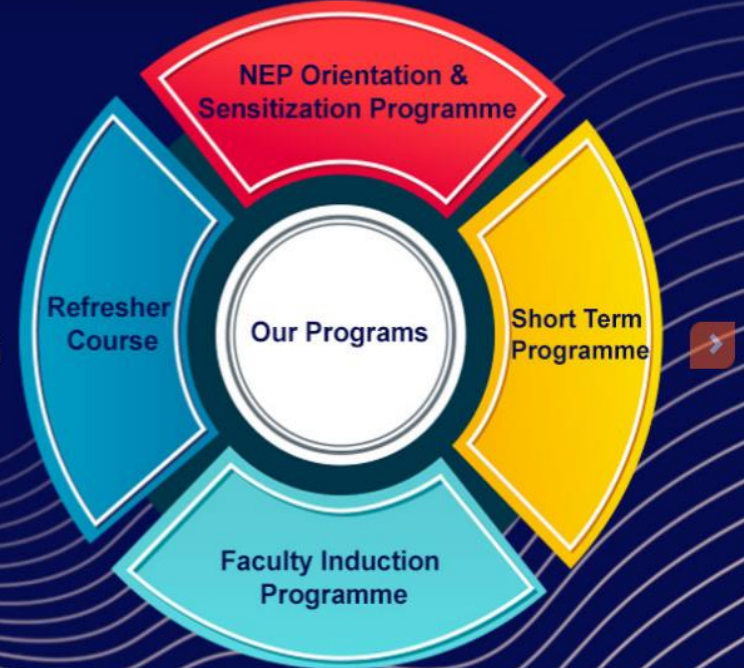 NEP Orientation &
Sensitization Programme
Refresher
Course
Our Programs
Short Term
Programme
Faculty Induction
Programme